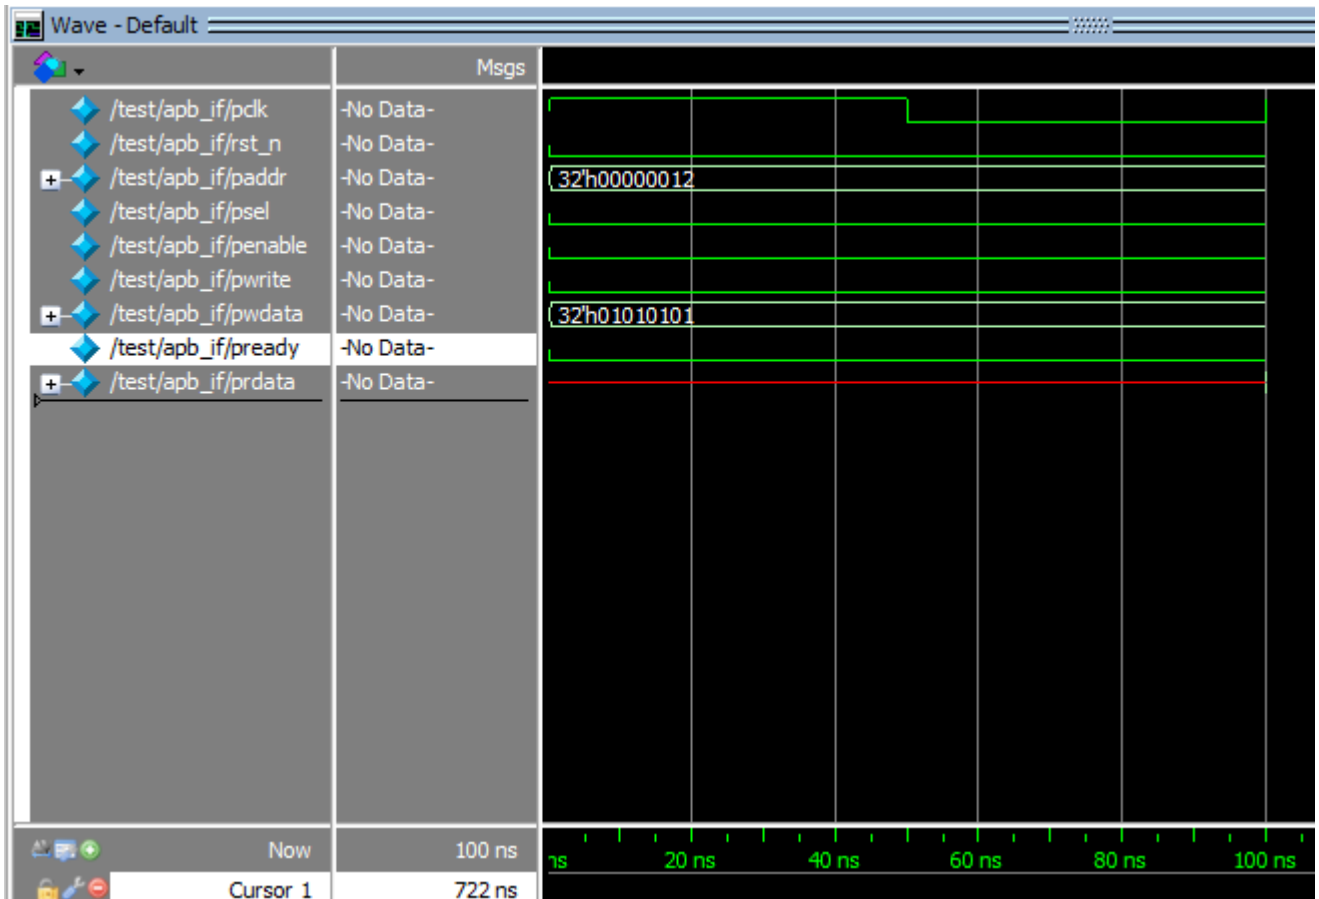 Wave - Default
Msgs
/test/apb_if/pclk -No Data-
/test/apb_if/rst_n -No Data-
/test/apb_if/paddr -No Data- 32'h00000012
/test/apb_if/psel -No Data-
/test/apb_if/penable -No Data-
/test/apb_if/pwrite -No Data-
/test/apb_if/pwdata -No Data- 32'h01010101
/test/apb_if/pready -No Data-
/test/apb_if/prdata -No Data-
Now 100 ns ns 20 ns 40 ns 60 ns 80 ns 100 ns
Cursor 1 722 ns